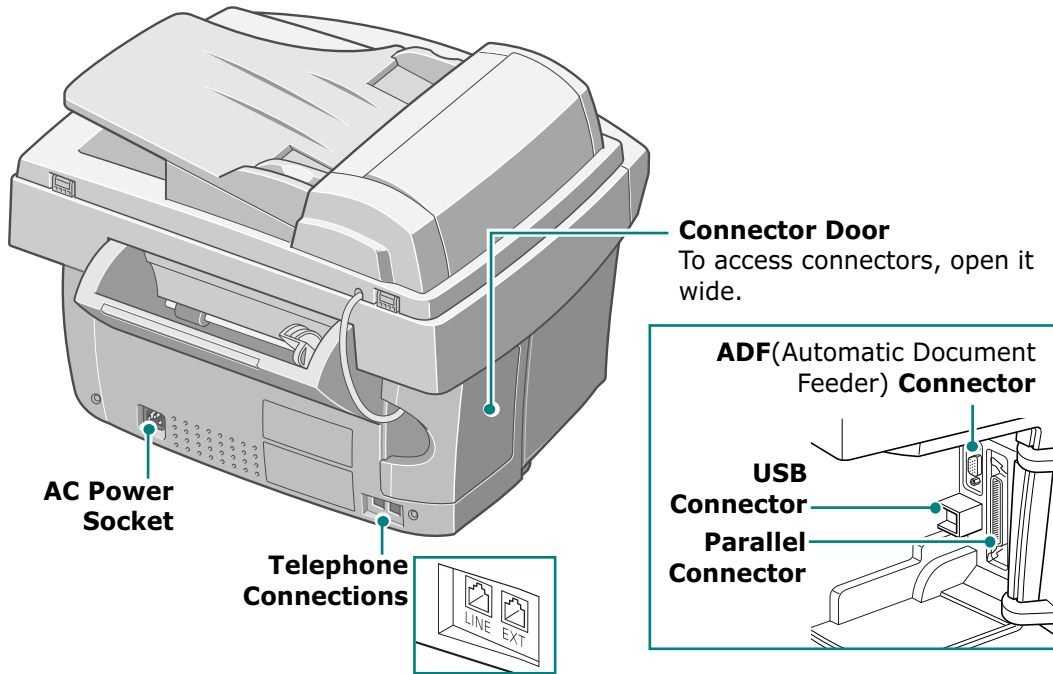 Connector Door
To access connectors, open it
wide.
ADF(Automatic Document
Feeder) Connector
USB
Connector
Parallel
Connector
AC Power
Socket
Telephone
Connections
LINE EXT